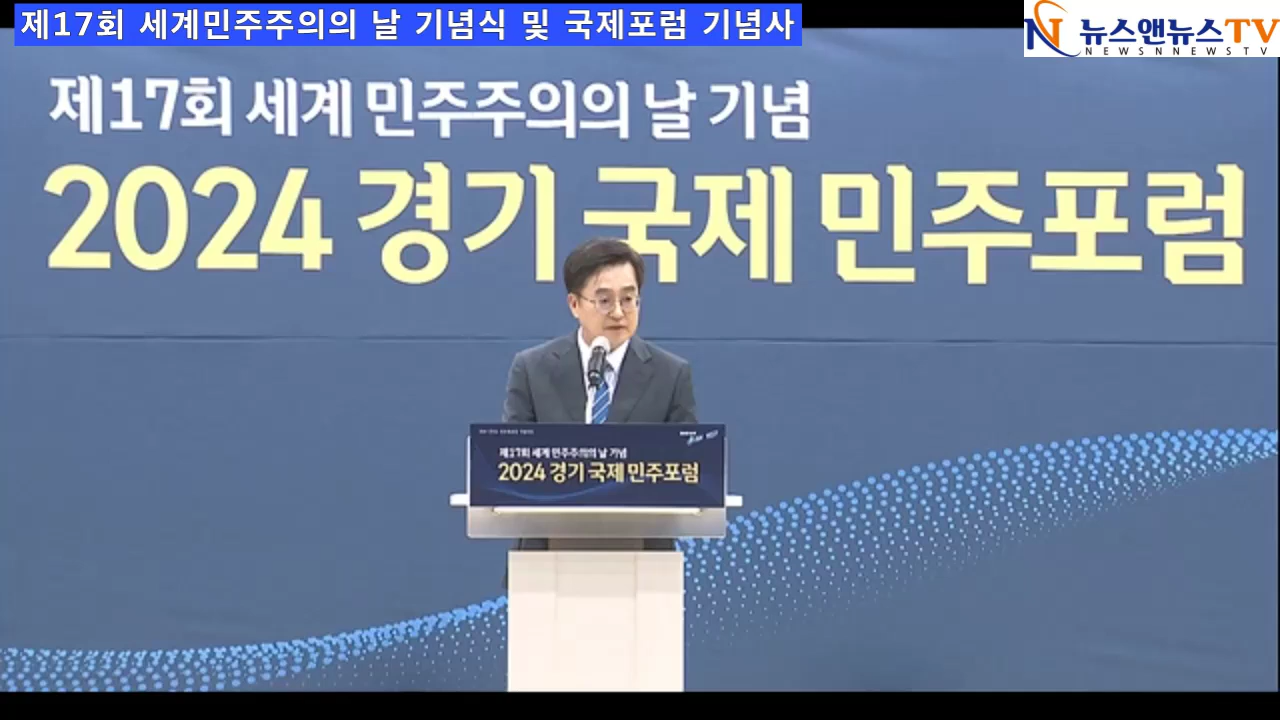 제17회 세계민주주의의 날 기념식 및 국제포럼 기념사
뉴스앤뉴스TV
NEWSNNEWSTV
제17회 세계 민주주의의 날 기념
2024 경기 국제 민주포럼
제17회 세계 민주주의의 날 기념
2024 경기 국제 민주포럼